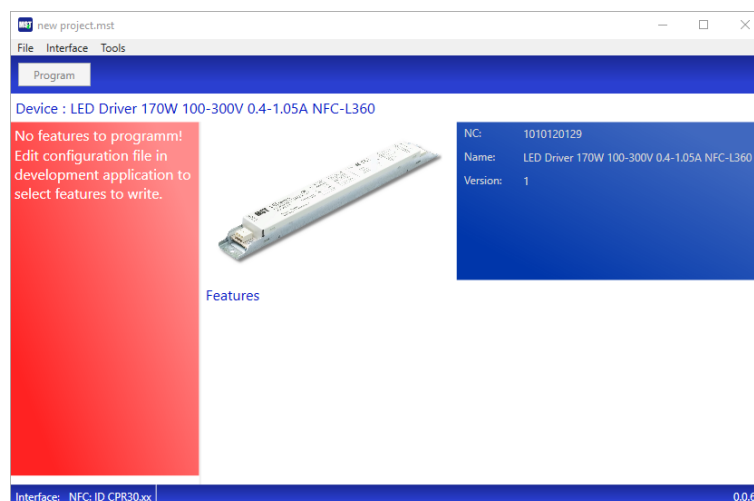 MST new project.mst
File Interface Tools
Program
Device : LED Driver 170W 100-300V 0.4-1.05A NFC-L360
No features to programm!
Edit configuration file in
development application to
select features to write.
NC: 1010120129
Name: LED Driver 170W 100-300V 0.4-1.05A NFC-L360
Version: 1
Features
Interface: NFC: ID CPR30.xx